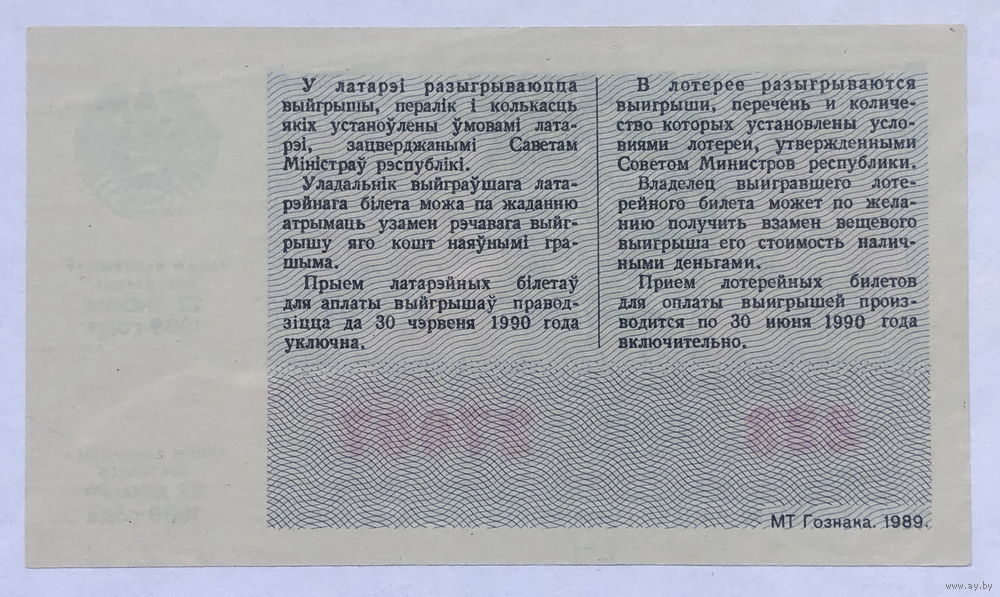 У латарэі разыгрываюцца
выйгрышы, пералік і колькасць
якіх устаноўлены ўмовамі лата-
рэі, зацверджанымі Саветам
Міністраў рэспублікі.
Уладальнік выйграўшага лата-
рэйнага білета можа па жаданню
атрымаць узамен рэчавага выйг-
рышу яго кошт наяўнымі гра-
шыма.
Прыем латарэйных білетаў
для аплаты выйгрышаў правод-
зіцца да 30 чэрвеня 1990 года
уключна.
В лотерее разыгрываются
выигрыши, перечень и количе-
ство которых установлены усло-
виями лотереи, утвержденными
Советом Министров республики.
Владелец выигравшего лоте-
рейного билета может по жела-
нию получить взамен вещевого
выигрыша его стоимость налич-
ными деньгами.
Прием лотерейных билетов
для оплаты выигрышей произ-
водится по 30 июня 1990 года
включительно.
МТ Гознака. 1989.
www.ay.by